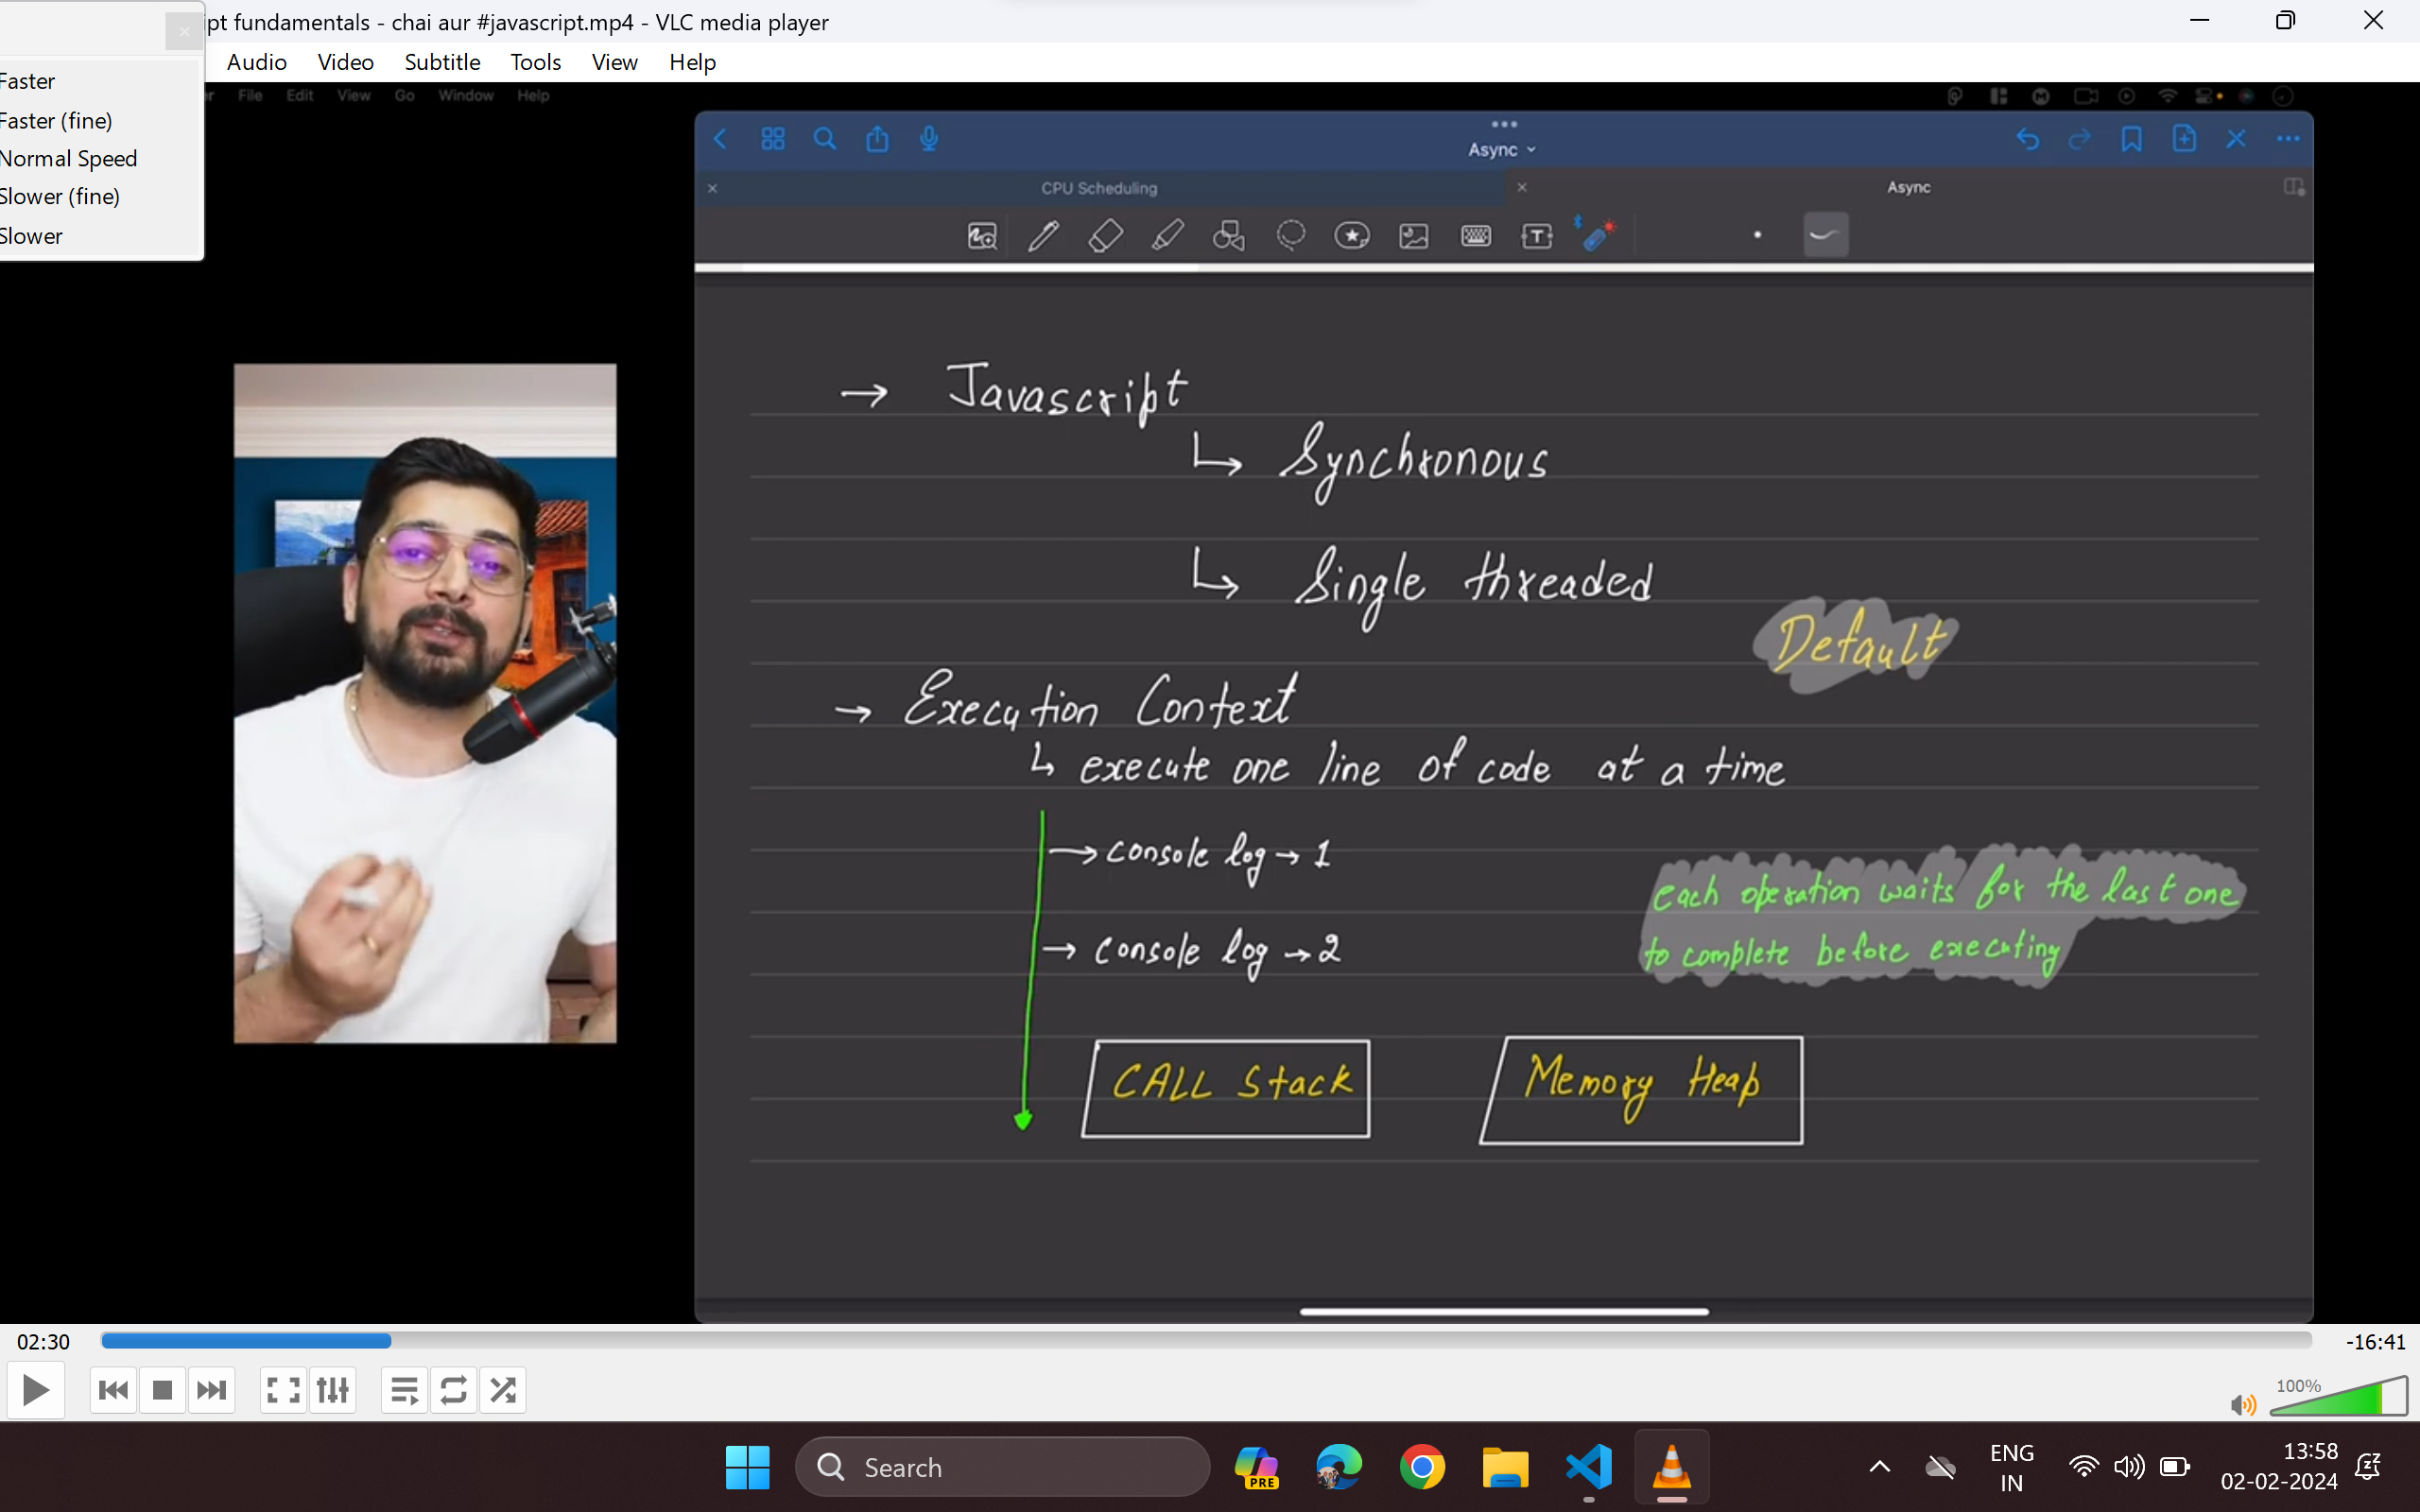 ipt fundamentals - chai aur #javascript.mp4 - VLC media player
Audio Video Subtitle Tools View Help
Faster
Faster (fine)
Normal Speed
Slower (fine)
Slower
File Edit View Go Window Help
Async
CPU Scheduling
Async
→ Javascript
↳ Synchronous
↳ Single threaded
Default
→ Execution Context
↳ execute one line of code at a time
→ console log → 1
each operation waits for the last one
→ console log → 2
to complete before executing
CALL Stack
Memory Heap
02:30
-16:41
100%
Search
PRE
ENG
IN
13:58
02-02-2024